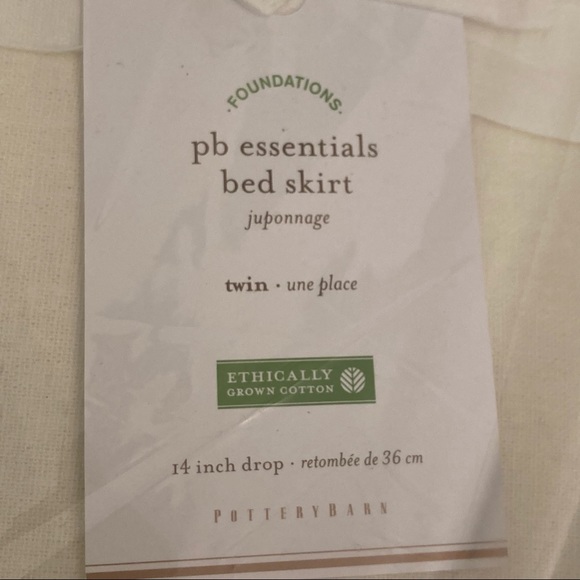 ·FOUNDATIONS·
pb essentials
bed skirt
juponnage
twin · une place
ETHICALLY
GROWN COTTON
14 inch drop · retombée de 36 cm
POTTERYBARN